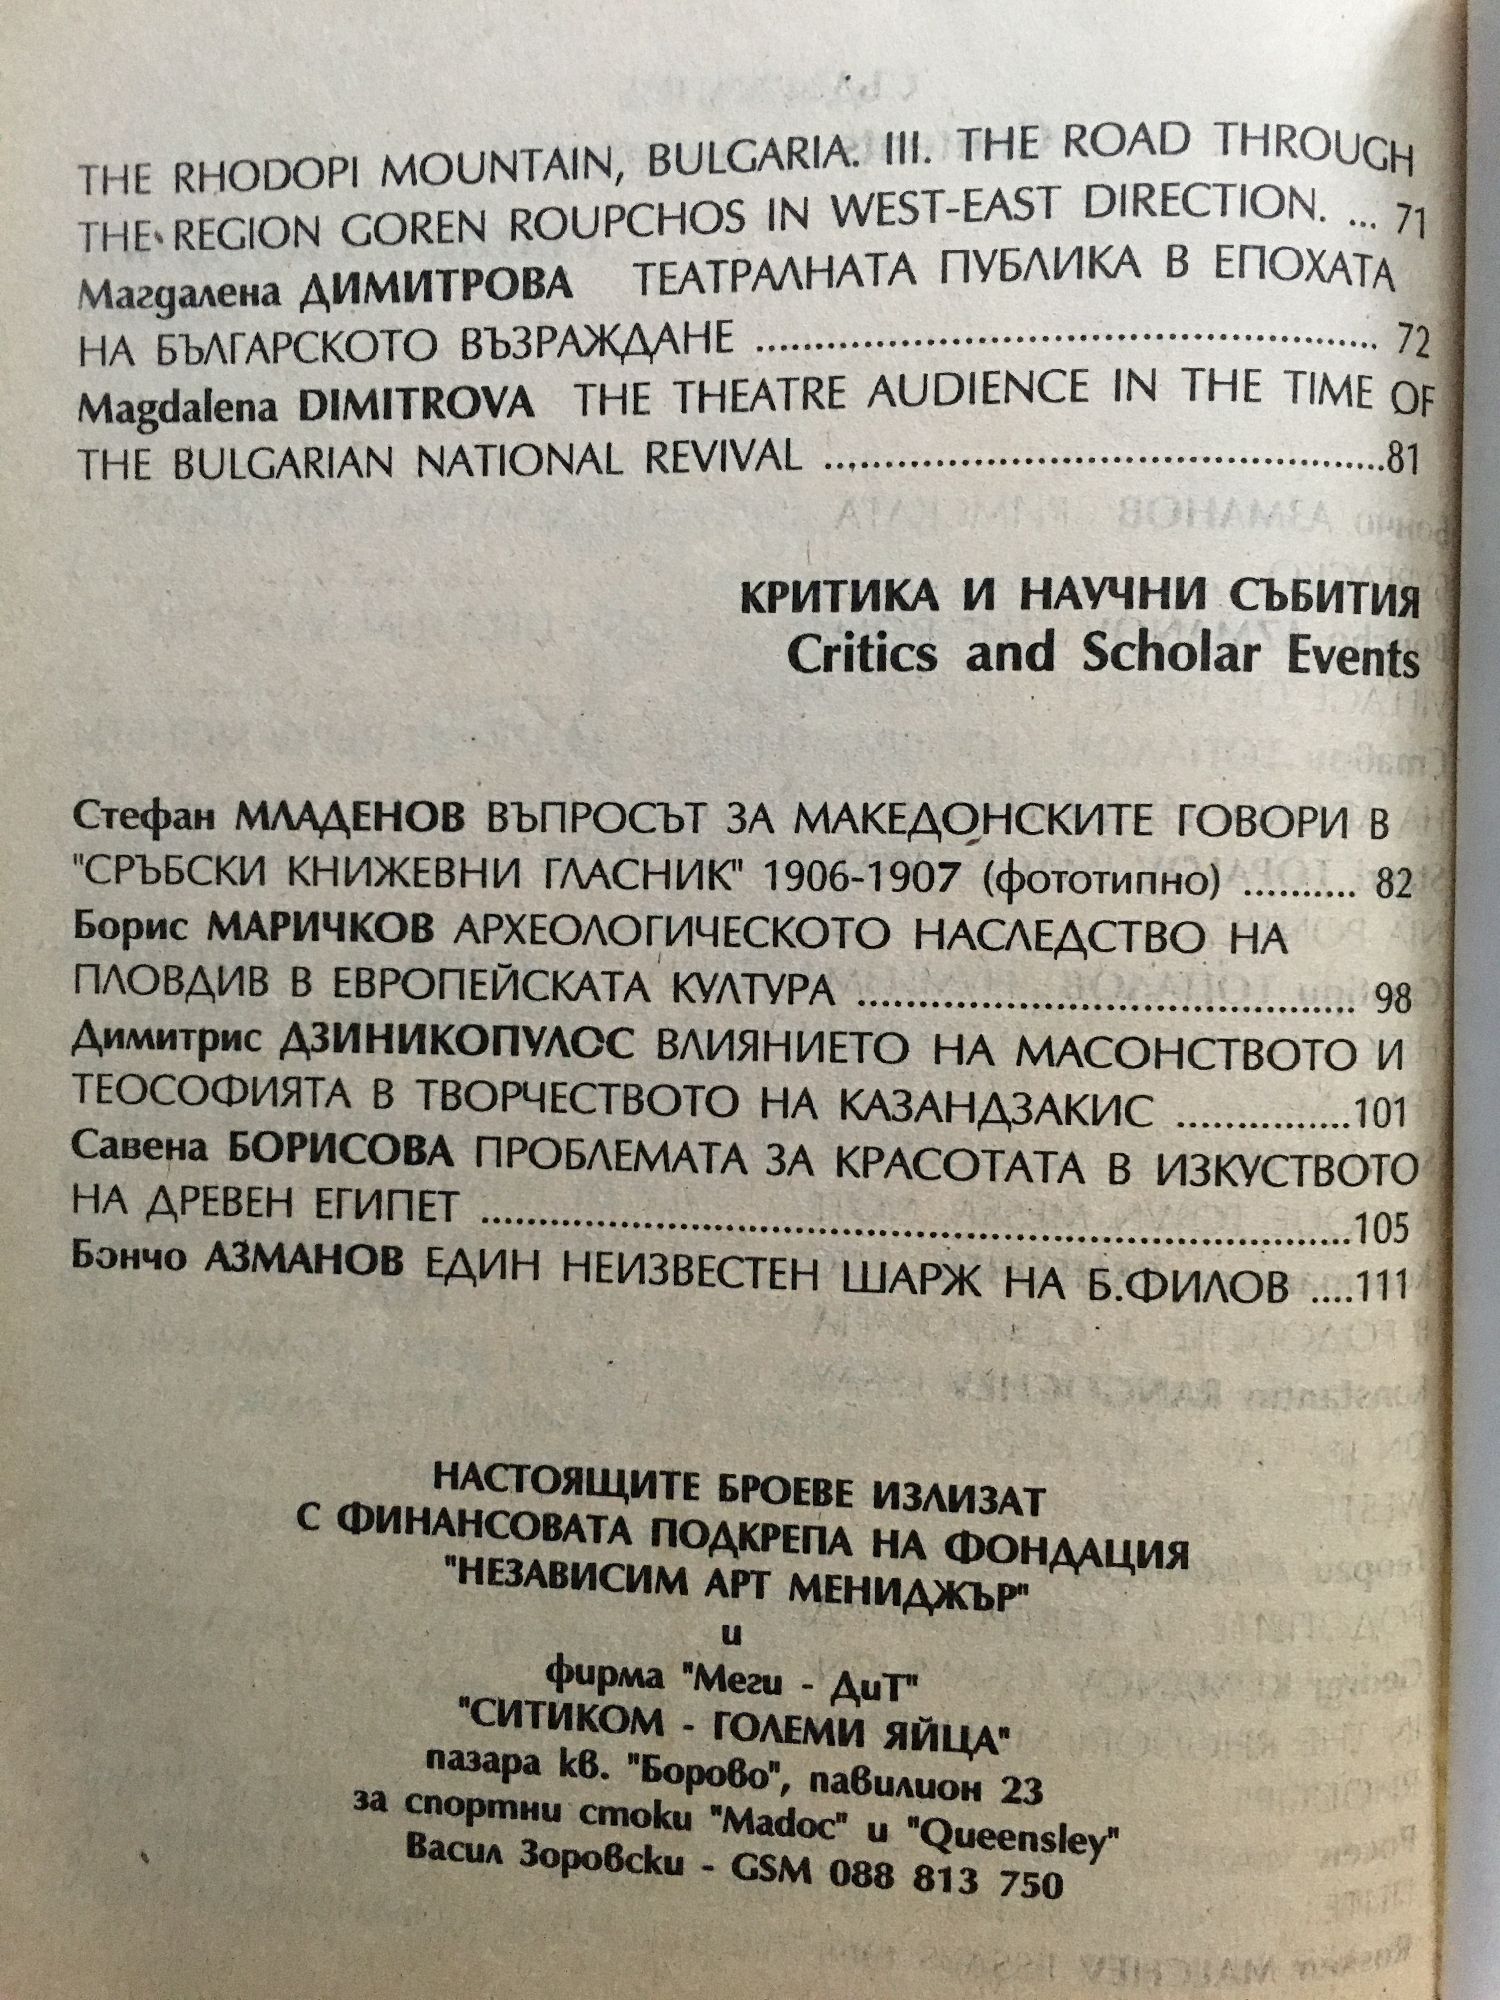 THE RHODOPI MOUNTAIN, BULGARIA. III. THE ROAD THROUGH
THE REGION GOREN ROUPCHOS IN WEST-EAST DIRECTION. ... 71
Магдалена ДИМИТРОВА ТЕАТРАЛНАТА ПУБЛИКА В ЕПОХАТА
НА БЪЛГАРСКОТО ВЪЗРАЖДАНЕ ...................................................... 72
Magdalena DIMITROVA THE THEATRE AUDIENCE IN THE TIME OF
THE BULGARIAN NATIONAL REVIVAL .................................................81
КРИТИКА И НАУЧНИ СЪБИТИЯ
Critics and Scholar Events
Стефан МЛАДЕНОВ ВЪПРОСЪТ ЗА МАКЕДОНСКИТЕ ГОВОРИ В
"СРЪБСКИ КНИЖЕВНИ ГЛАСНИК" 1906-1907 (фототипно) .......... 82
Борис МАРИЧКОВ АРХЕОЛОГИЧЕСКОТО НАСЛЕДСТВО НА
ПЛОВДИВ В ЕВРОПЕЙСКАТА КУЛТУРА ........................................... 98
Димитрис ДЗИНИКОПУЛОС ВЛИЯНИЕТО НА МАСОНСТВОТО И
ТЕОСОФИЯТА В ТВОРЧЕСТВОТО НА КАЗАНДЗАКИС ...............101
Савена БОРИСОВА ПРОБЛЕМАТА ЗА КРАСОТАТА В ИЗКУСТВОТО
НА ДРЕВЕН ЕГИПЕТ ............................................................................105
Бончо АЗМАНОВ ЕДИН НЕИЗВЕСТЕН ШАРЖ НА Б.ФИЛОВ ....111
НАСТОЯЩИТЕ БРОЕВЕ ИЗЛИЗАТ
С ФИНАНСОВАТА ПОДКРЕПА НА ФОНДАЦИЯ
"НЕЗАВИСИМ АРТ МЕНИДЖЪР"
и
фирма "Меги - ДиТ"
"СИТИКОМ - ГОЛЕМИ ЯЙЦА"
пазара кв. "Борово", павилион 23
за спортни стоки "Madoc" и "Queensley"
Васил Зоровски - GSM 088 813 750